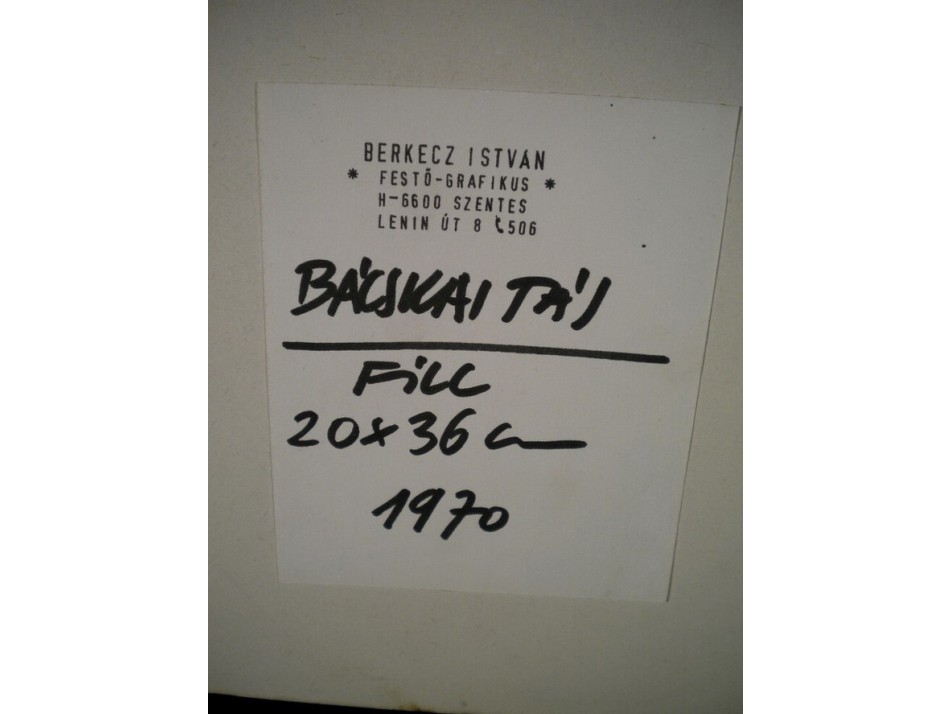 BERKECZ ISTVÁN
* FESTŐ-GRAFIKUS *
H-6600 SZENTES
LENIN ÚT 8 ☎506
BÁCSKAI TÁJ
FILC
20x36 cm
1970